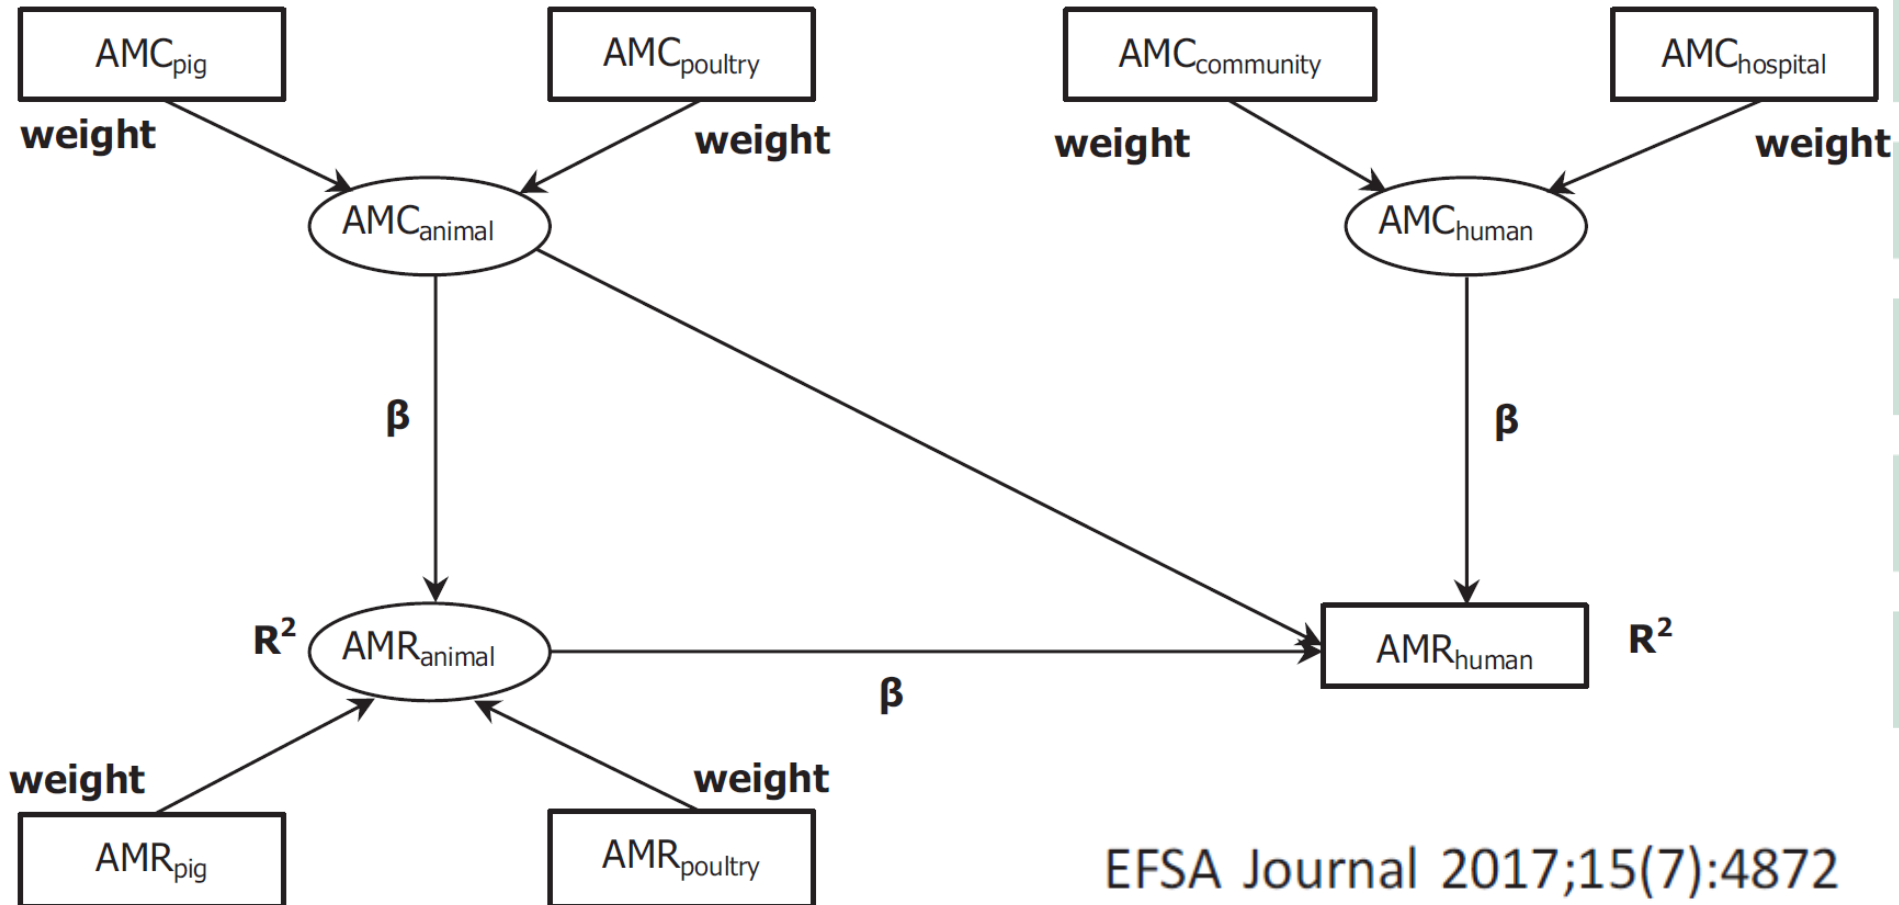 AMCpig
AMCpoultry
AMCcommunity
AMChospital
weight
weight
weight
weight
AMCanimal
AMChuman
β
β
R²
AMRanimal
AMRhuman
R²
β
weight
weight
AMRpig
AMRpoultry
EFSA Journal 2017;15(7):4872